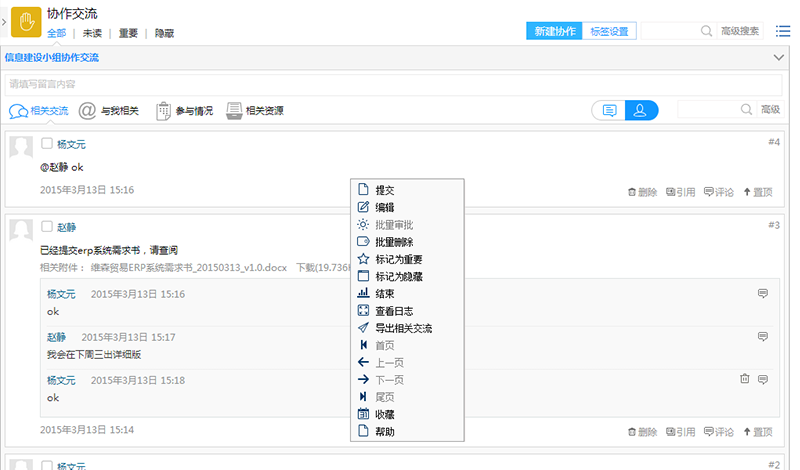 协作交流
全部 | 未读 | 重要 | 隐藏
新建协作 标签设置 高级搜索
信息建设小组协作交流
请填写留言内容
相关交流 @ 与我相关 参与情况 相关资源 高级
杨文元 #4
@赵静 ok
2015年3月13日 15:16 删除 引用 评论 置顶
赵静 #3
已经提交erp系统需求书，请查阅
相关附件： 维森贸易ERP系统需求书_20150313_v1.0.docx 下载(19.736
杨文元 2015年3月13日 15:16
ok
赵静 2015年3月13日 15:17
我会在下周三出详细版
杨文元 2015年3月13日 15:18
ok
2015年3月13日 15:14 删除 引用 评论 置顶
杨文元 #2
提交
编辑
批量审批
批量删除
标记为重要
标记为隐藏
结束
查看日志
导出相关交流
首页
上一页
下一页
尾页
收藏
帮助